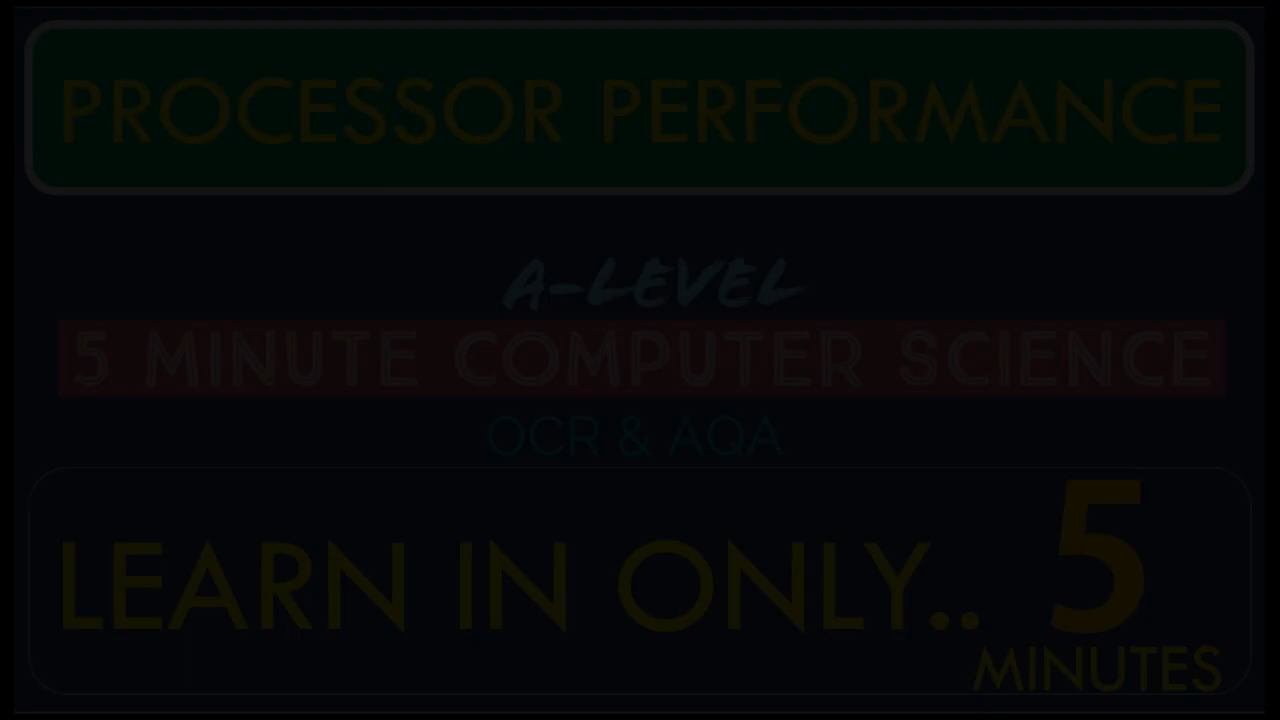 PROCESSOR PERFORMANCE
A-LEVEL
5 MINUTE COMPUTER SCIENCE
OCR & AQA
LEARN IN ONLY.. 5
MINUTES